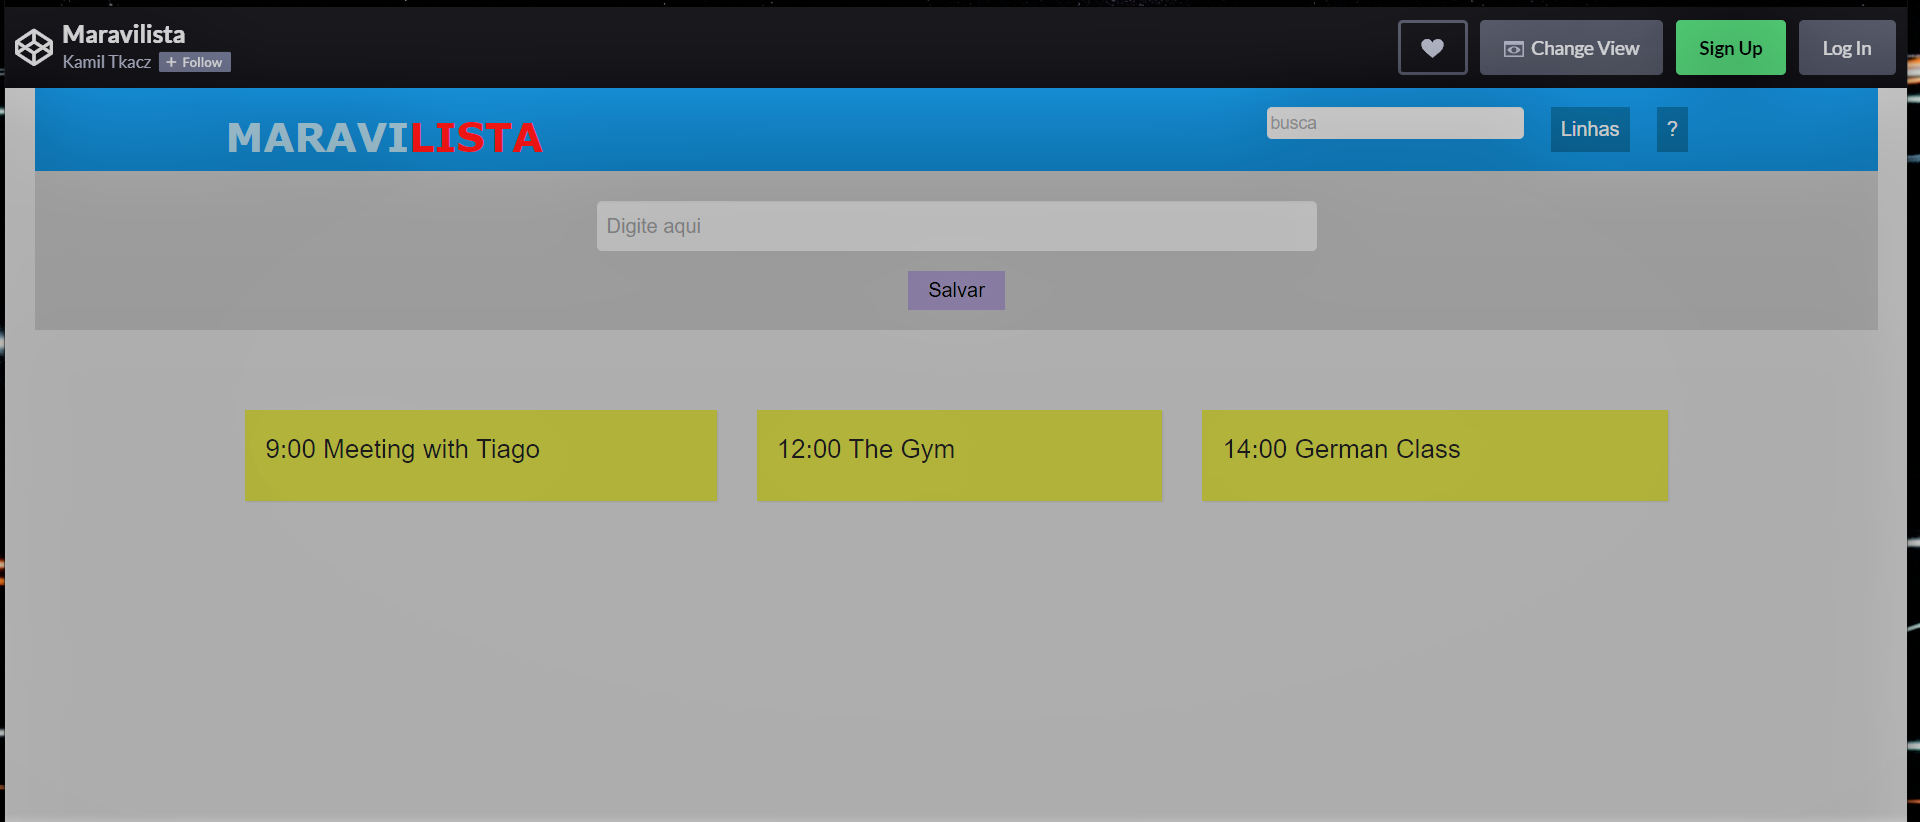 Maravilista
Kamil Tkacz + Follow
Change View
Sign Up
Log In
MARAVILISTA
busca
Linhas
?
Digite aqui
Salvar
9:00 Meeting with Tiago
12:00 The Gym
14:00 German Class